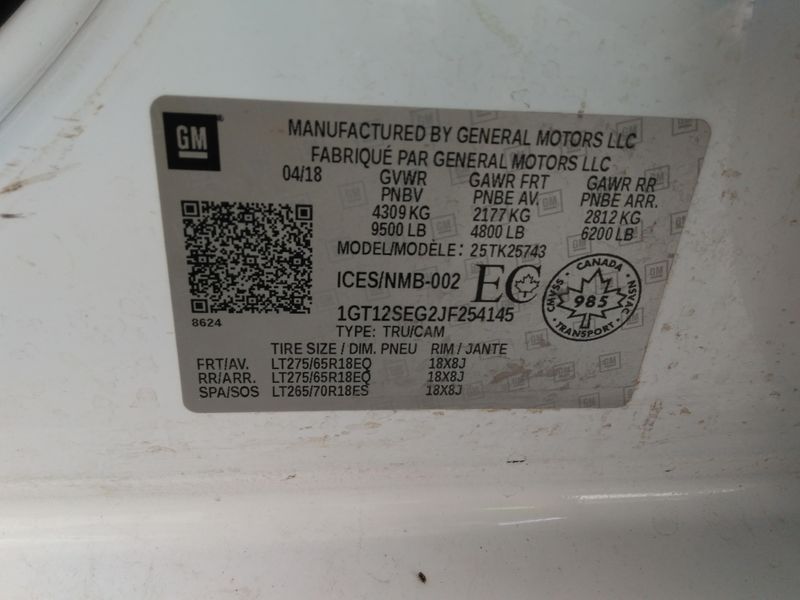 GM
MANUFACTURED BY GENERAL MOTORS LLC
FABRIQUÉ PAR GENERAL MOTORS LLC
04/18 GVWR GAWR FRT GAWR RR
PNBV PNBE AV. PNBE ARR.
4309 KG 2177 KG 2812 KG
9500 LB 4800 LB 6200 LB
MODEL/MODÈLE: 25TK25743
ICES/NMB-002 EC
CANADA
CMVSS 985 NSVAC
TRANSPORT
8624
1GT12SEG2JF254145
TYPE: TRU/CAM
TIRE SIZE / DIM. PNEU RIM / JANTE
FRT/AV. LT275/65R18EQ 18X8J
RR/ARR. LT275/65R18EQ 18X8J
SPA/SOS LT265/70R18ES 18X8J